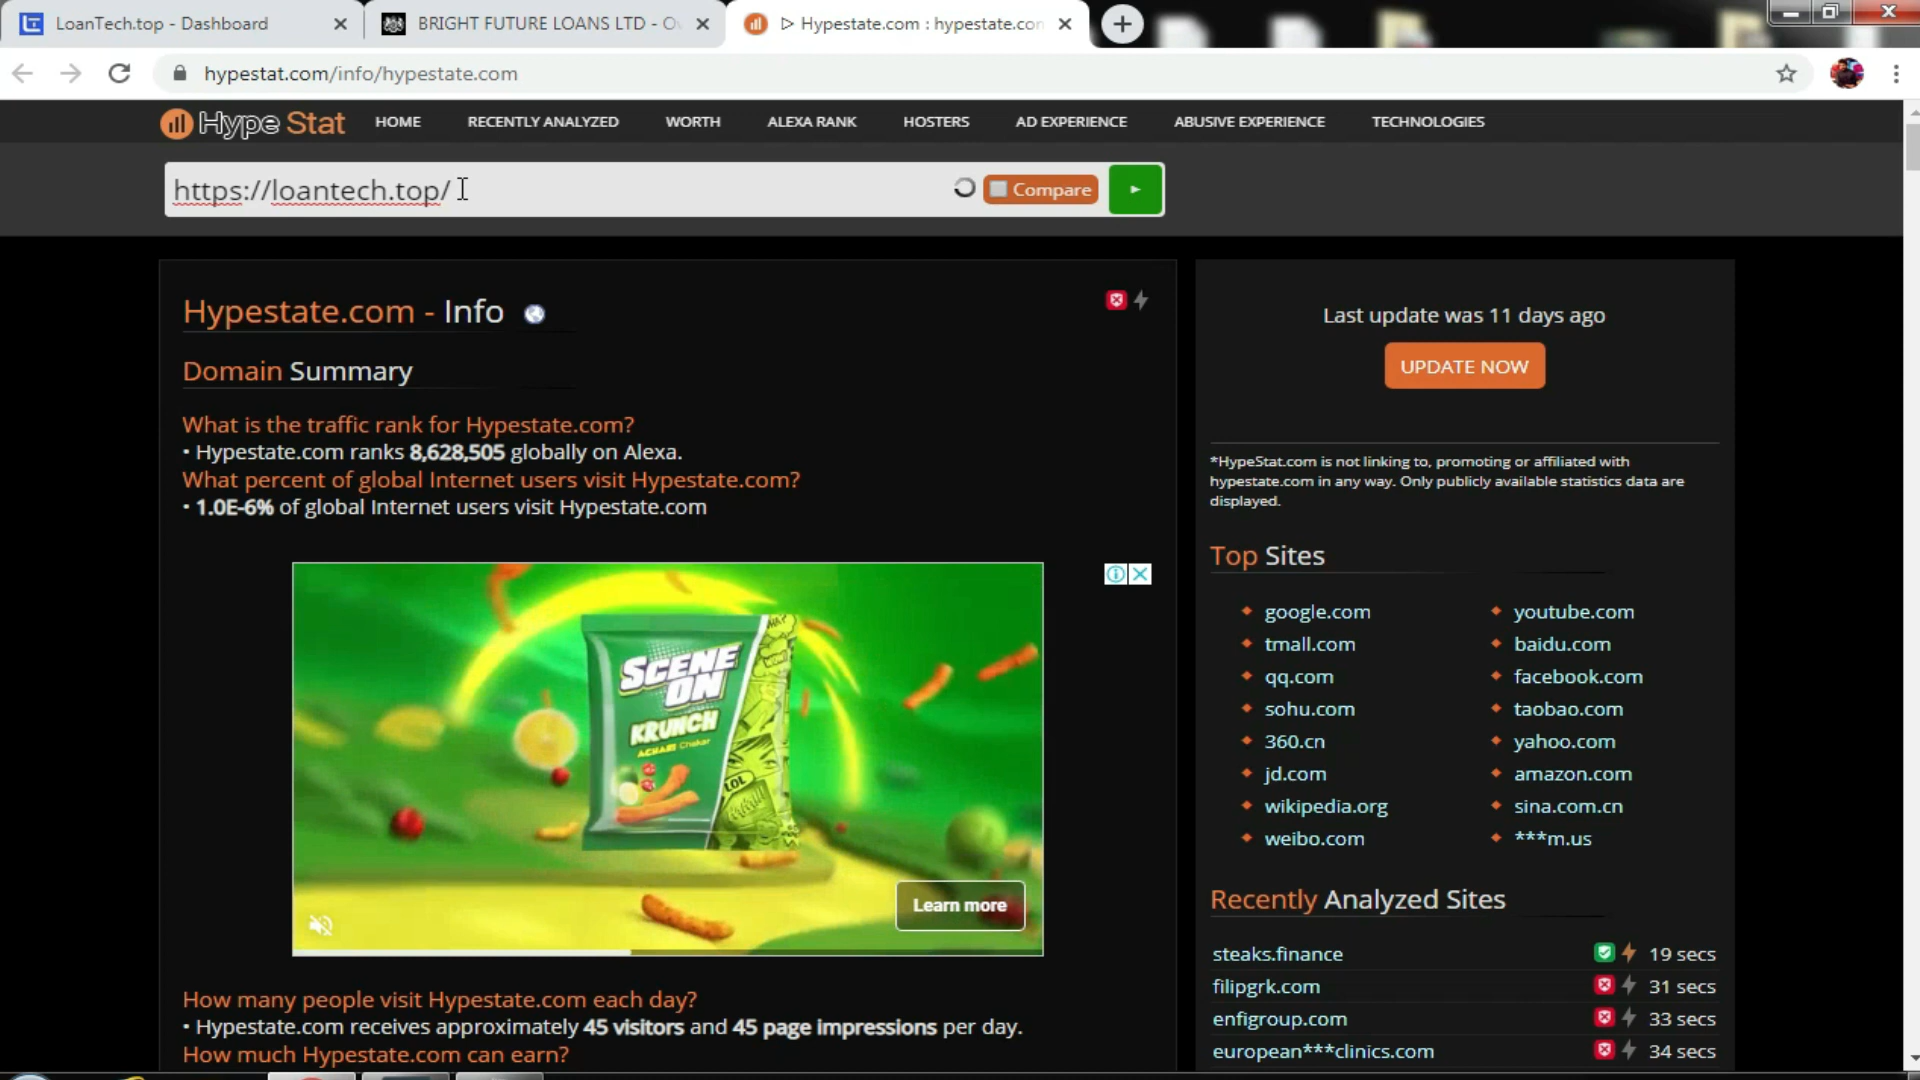 LoanTech.top - Dashboard
BRIGHT FUTURE LOANS LTD - Ov
▷ Hypestate.com : hypestate.con
hypestat.com/info/hypestate.com
Hype Stat
HOME
RECENTLY ANALYZED
WORTH
ALEXA RANK
HOSTERS
AD EXPERIENCE
ABUSIVE EXPERIENCE
TECHNOLOGIES
https://loantech.top/
Compare
Hypestate.com - Info
Domain Summary
What is the traffic rank for Hypestate.com?
• Hypestate.com ranks 8,628,505 globally on Alexa.
What percent of global Internet users visit Hypestate.com?
• 1.0E-6% of global Internet users visit Hypestate.com
SCENE
ON
KRUNCH
ACHARI Chaskar
LOL
Learn more
How many people visit Hypestate.com each day?
• Hypestate.com receives approximately 45 visitors and 45 page impressions per day.
How much Hypestate.com can earn?
Last update was 11 days ago
UPDATE NOW
*HypeStat.com is not linking to, promoting or affiliated with
hypestate.com in any way. Only publicly available statistics data are
displayed.
Top Sites
google.com
youtube.com
tmall.com
baidu.com
qq.com
facebook.com
sohu.com
taobao.com
360.cn
yahoo.com
jd.com
amazon.com
wikipedia.org
sina.com.cn
weibo.com
***m.us
Recently Analyzed Sites
steaks.finance 19 secs
filipgrk.com 31 secs
enfigroup.com 33 secs
european***clinics.com 34 secs